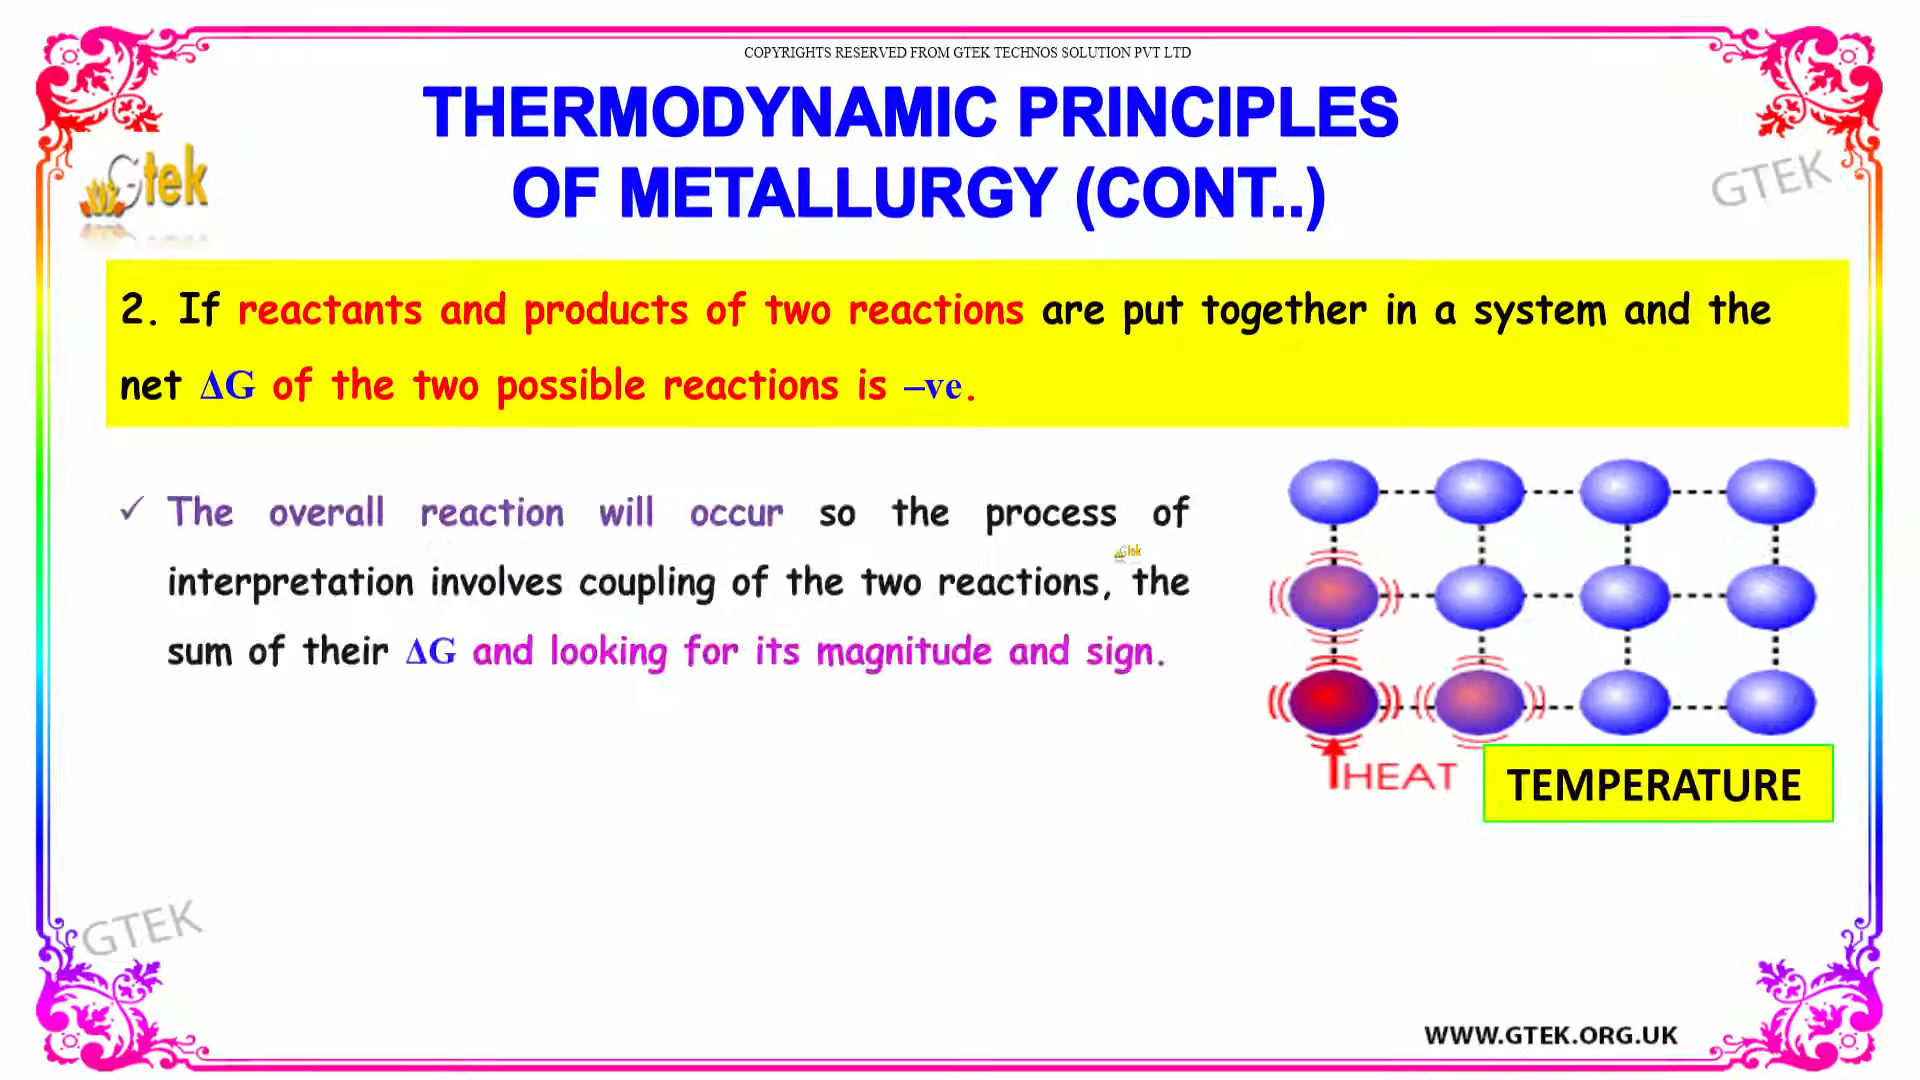 COPYRIGHTS RESERVED FROM GTEK TECHNOS SOLUTION PVT LTD
THERMODYNAMIC PRINCIPLES
OF METALLURGY (CONT..)
Gtek
GTEK
2. If reactants and products of two reactions are put together in a system and the
net ΔG of the two possible reactions is –ve.
✓ The overall reaction will occur so the process of
Gtek
interpretation involves coupling of the two reactions, the
sum of their ΔG and looking for its magnitude and sign.
HEAT
TEMPERATURE
GTEK
WWW.GTEK.ORG.UK